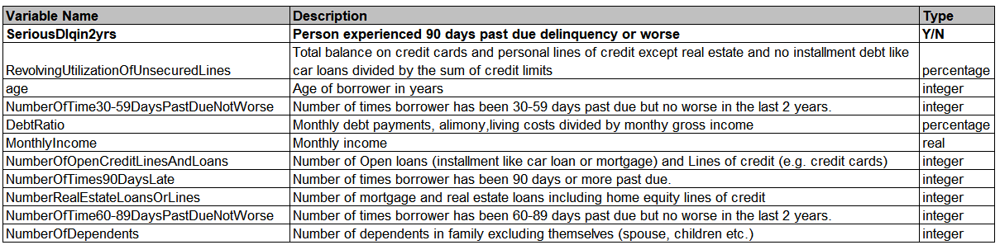 Variable Name Description Type
SeriousDlqin2yrs Person experienced 90 days past due delinquency or worse Y/N
Total balance on credit cards and personal lines of credit except real estate and no installment debt like
RevolvingUtilizationOfUnsecuredLines car loans divided by the sum of credit limits percentage
age Age of borrower in years integer
NumberOfTime30-59DaysPastDueNotWorse Number of times borrower has been 30-59 days past due but no worse in the last 2 years. integer
DebtRatio Monthly debt payments, alimony,living costs divided by monthy gross income percentage
MonthlyIncome Monthly income real
NumberOfOpenCreditLinesAndLoans Number of Open loans (installment like car loan or mortgage) and Lines of credit (e.g. credit cards) integer
NumberOfTimes90DaysLate Number of times borrower has been 90 days or more past due. integer
NumberRealEstateLoansOrLines Number of mortgage and real estate loans including home equity lines of credit integer
NumberOfTime60-89DaysPastDueNotWorse Number of times borrower has been 60-89 days past due but no worse in the last 2 years. integer
NumberOfDependents Number of dependents in family excluding themselves (spouse, children etc.) integer